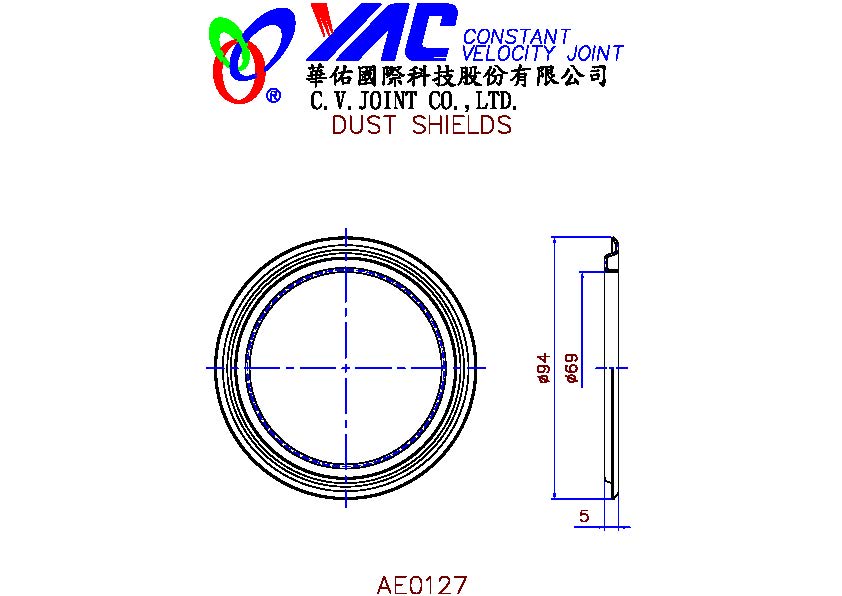 YAC CONSTANT
VELOCITY JOINT
®
華佑國際科技股份有限公司
C.V.JOINT CO.,LTD.
DUST SHIELDS
ø94
ø69
5
AE0127